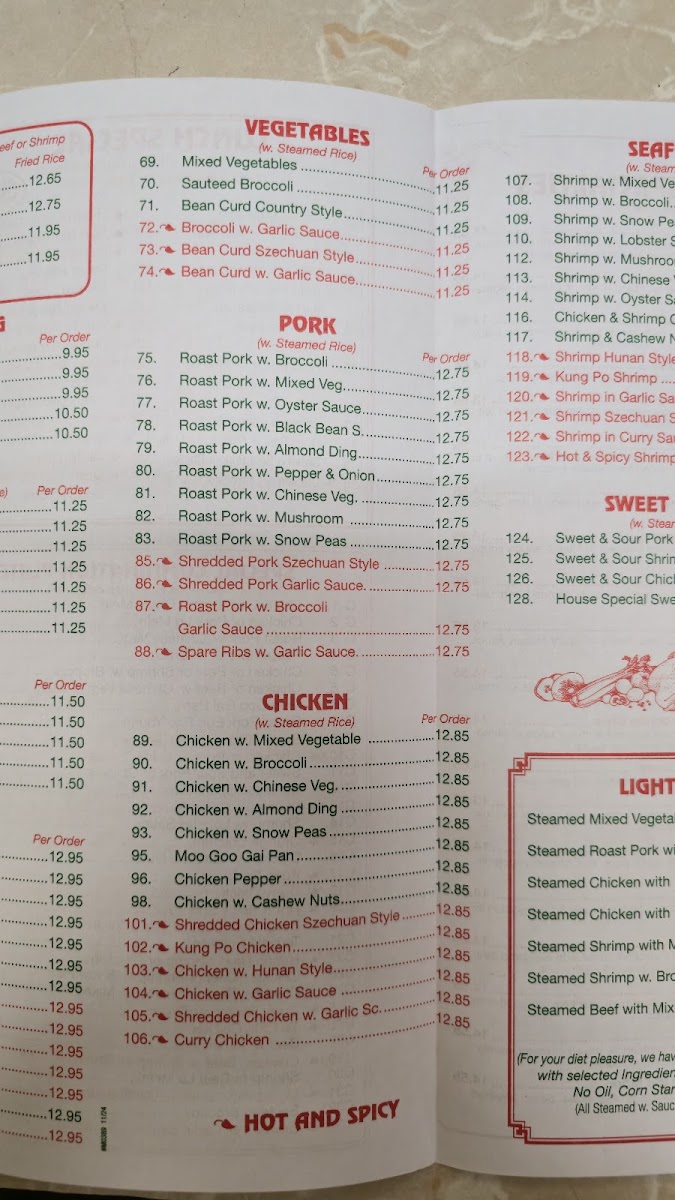 eef or Shrimp
Fried Rice
12.65
12.75
11.95
11.95
G
Per Order
9.95
9.95
9.95
10.50
10.50
e) Per Order
11.25
11.25
11.25
11.25
11.25
11.25
11.25
Per Order
11.50
11.50
11.50
11.50
11.50
Per Order
12.95
12.95
12.95
12.95
12.95
12.95
12.95
12.95
12.95
12.95
12.95
12.95
12.95
12.95
VEGETABLES
(w. Steamed Rice)
Per Order
69. Mixed Vegetables 11.25
70. Sauteed Broccoli 11.25
71. Bean Curd Country Style 11.25
72. Broccoli w. Garlic Sauce 11.25
73. Bean Curd Szechuan Style 11.25
74. Bean Curd w. Garlic Sauce 11.25
PORK
(w. Steamed Rice)
Per Order
75. Roast Pork w. Broccoli 12.75
76. Roast Pork w. Mixed Veg. 12.75
77. Roast Pork w. Oyster Sauce 12.75
78. Roast Pork w. Black Bean S. 12.75
79. Roast Pork w. Almond Ding 12.75
80. Roast Pork w. Pepper & Onion 12.75
81. Roast Pork w. Chinese Veg. 12.75
82. Roast Pork w. Mushroom 12.75
83. Roast Pork w. Snow Peas 12.75
85. Shredded Pork Szechuan Style 12.75
86. Shredded Pork Garlic Sauce. 12.75
87. Roast Pork w. Broccoli
Garlic Sauce 12.75
88. Spare Ribs w. Garlic Sauce. 12.75
CHICKEN
(w. Steamed Rice)
Per Order
89. Chicken w. Mixed Vegetable 12.85
90. Chicken w. Broccoli 12.85
91. Chicken w. Chinese Veg. 12.85
92. Chicken w. Almond Ding 12.85
93. Chicken w. Snow Peas 12.85
95. Moo Goo Gai Pan 12.85
96. Chicken Pepper 12.85
98. Chicken w. Cashew Nuts 12.85
101. Shredded Chicken Szechuan Style 12.85
102. Kung Po Chicken 12.85
103. Chicken w. Hunan Style 12.85
104. Chicken w. Garlic Sauce 12.85
105. Shredded Chicken w. Garlic Sc. 12.85
106. Curry Chicken 12.85
HOT AND SPICY
SEAF
(w. Steam
107. Shrimp w. Mixed Ve
108. Shrimp w. Broccoli
109. Shrimp w. Snow Pe
110. Shrimp w. Lobster S
112. Shrimp w. Mushroo
113. Shrimp w. Chinese
114. Shrimp w. Oyster Sa
116. Chicken & Shrimp C
117. Shrimp & Cashew N
118. Shrimp Hunan Style
119. Kung Po Shrimp
120. Shrimp in Garlic Sa
121. Shrimp Szechuan S
122. Shrimp in Curry Sau
123. Hot & Spicy Shrimp
SWEET
(w. Stear
124. Sweet & Sour Pork
125. Sweet & Sour Shrim
126. Sweet & Sour Chick
128. House Special Swe
LIGHT
Steamed Mixed Vegetal
Steamed Roast Pork wi
Steamed Chicken with
Steamed Chicken with
Steamed Shrimp with M
Steamed Shrimp w. Bro
Steamed Beef with Mix
(For your diet pleasure, we hav
with selected Ingredien
No Oil, Corn Star
(All Steamed w. Sauc